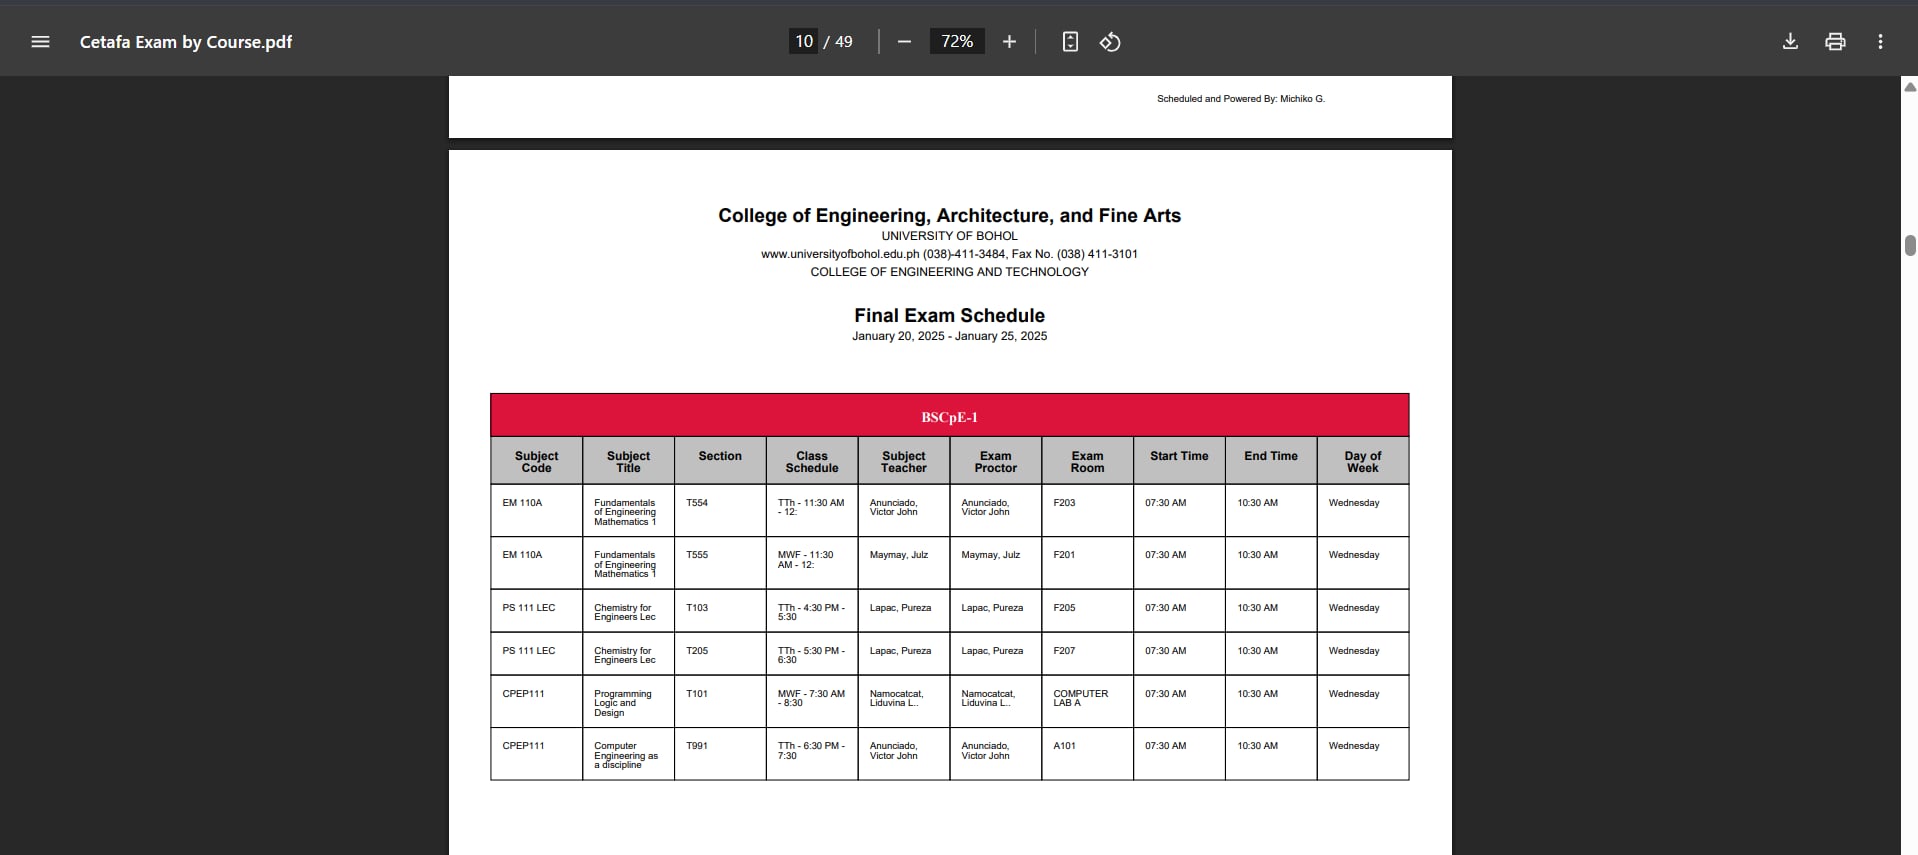 Cetafa Exam by Course.pdf
10 / 49
72%
Scheduled and Powered By: Michiko G.
College of Engineering, Architecture, and Fine Arts
UNIVERSITY OF BOHOL
www.universityofbohol.edu.ph (038)-411-3484, Fax No. (038) 411-3101
COLLEGE OF ENGINEERING AND TECHNOLOGY
Final Exam Schedule
January 20, 2025 - January 25, 2025
BSCpE-1
Subject Code Subject Title Section Class Schedule Subject Teacher Exam Proctor Exam Room Start Time End Time Day of Week
EM 110A Fundamentals of Engineering Mathematics 1 T554 TTh - 11:30 AM - 12: Anunciado, Victor John Anunciado, Victor John F203 07:30 AM 10:30 AM Wednesday
EM 110A Fundamentals of Engineering Mathematics 1 T555 MWF - 11:30 AM - 12: Maymay, Julz Maymay, Julz F201 07:30 AM 10:30 AM Wednesday
PS 111 LEC Chemistry for Engineers Lec T103 TTh - 4:30 PM - 5:30 Lapac, Pureza Lapac, Pureza F205 07:30 AM 10:30 AM Wednesday
PS 111 LEC Chemistry for Engineers Lec T205 TTh - 5:30 PM - 6:30 Lapac, Pureza Lapac, Pureza F207 07:30 AM 10:30 AM Wednesday
CPEP111 Programming Logic and Design T101 MWF - 7:30 AM - 8:30 Namocatcat, Liduvina L.. Namocatcat, Liduvina L.. COMPUTER LAB A 07:30 AM 10:30 AM Wednesday
CPEP111 Computer Engineering as a discipline T991 TTh - 6:30 PM - 7:30 Anunciado, Victor John Anunciado, Victor John A101 07:30 AM 10:30 AM Wednesday